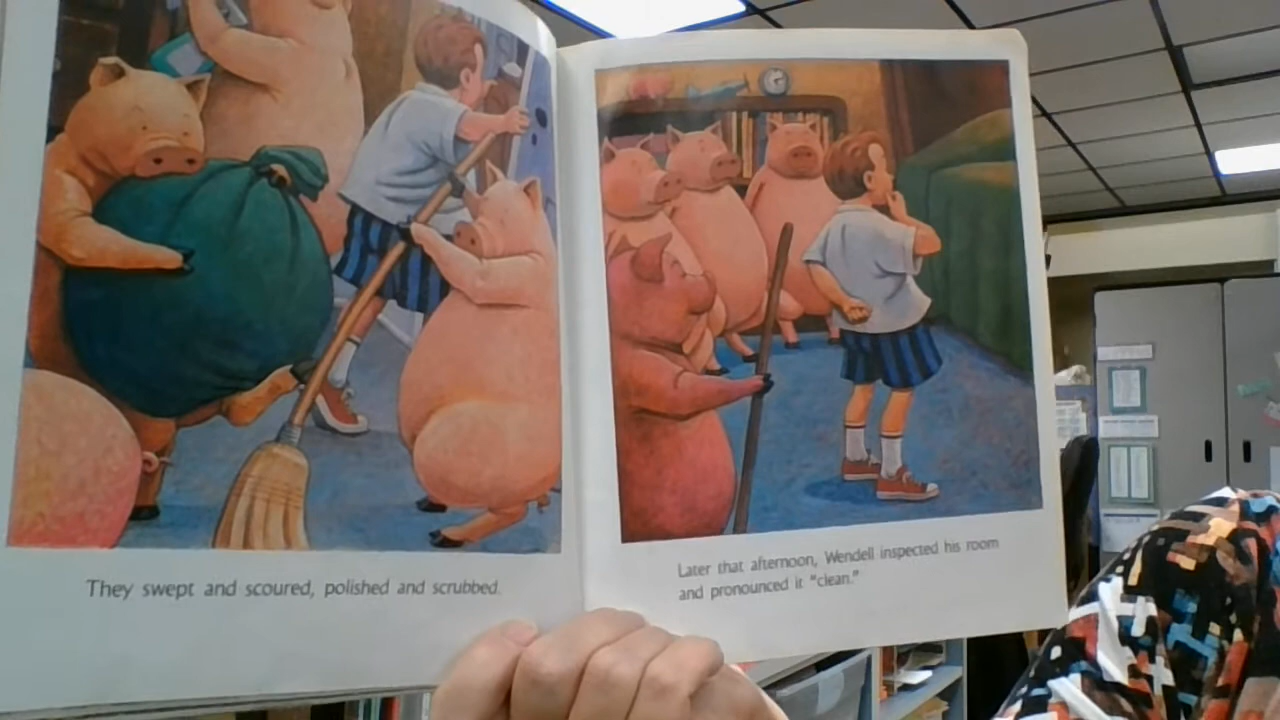 They swept and scoured, polished and scrubbed.
Later that afternoon, Wendell inspected his room
and pronounced it "clean."